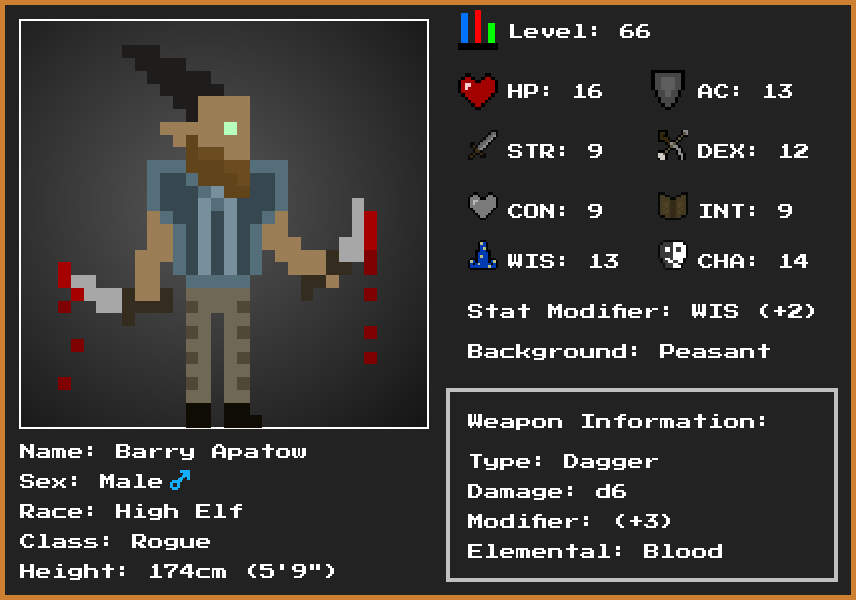 Level: 66
HP: 16
AC: 13
STR: 9
DEX: 12
CON: 9
INT: 9
WIS: 13
CHA: 14
Stat Modifier: WIS (+2)
Background: Peasant
Name: Barry Apatow
Sex: Male ♂
Race: High Elf
Class: Rogue
Height: 174cm (5'9")
Weapon Information:
Type: Dagger
Damage: d6
Modifier: (+3)
Elemental: Blood